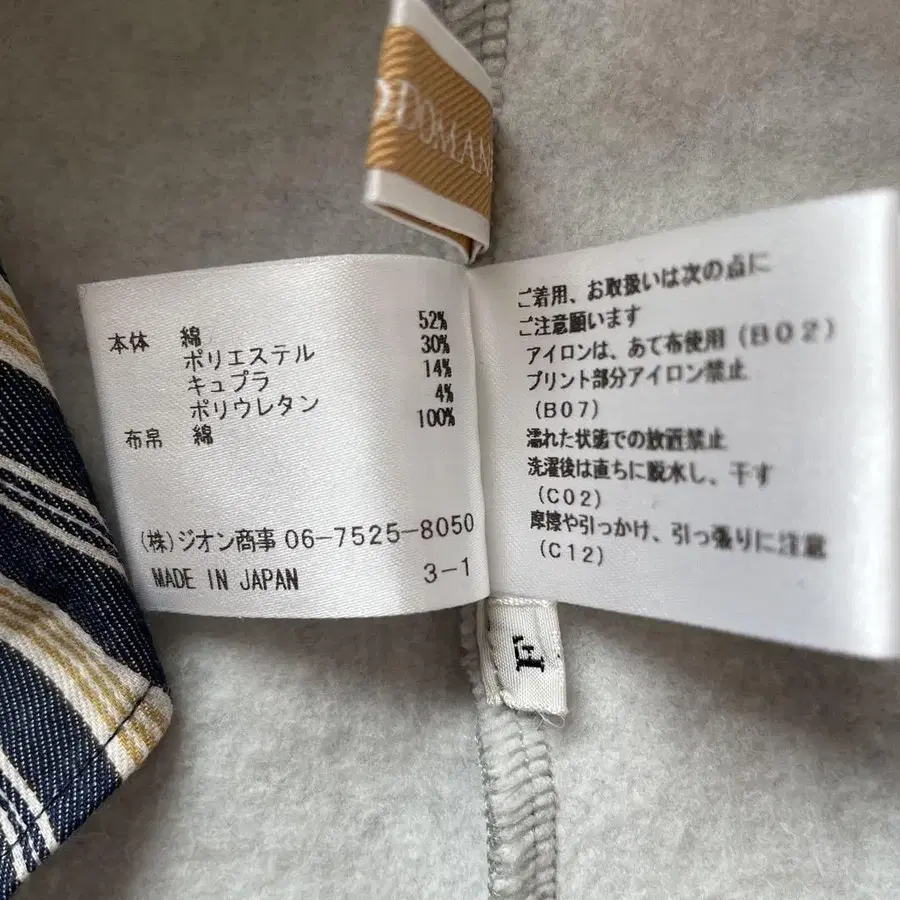 DOMAN
本体 綿 52%
ポリエステル 30%
キュプラ 14%
ポリウレタン 4%
布帛 綿 100%
(株)ジオン商事 06-7525-8050
MADE IN JAPAN 3-1
ご着用、お取扱いは次の点に
ご注意願います
アイロンは、あて布使用(B02)
プリント部分アイロン禁止
(B07)
濡れた状態での放置禁止
洗濯後は直ちに脱水し、干す
(C02)
摩擦や引っかけ、引っ張りに注意
(C12)
F